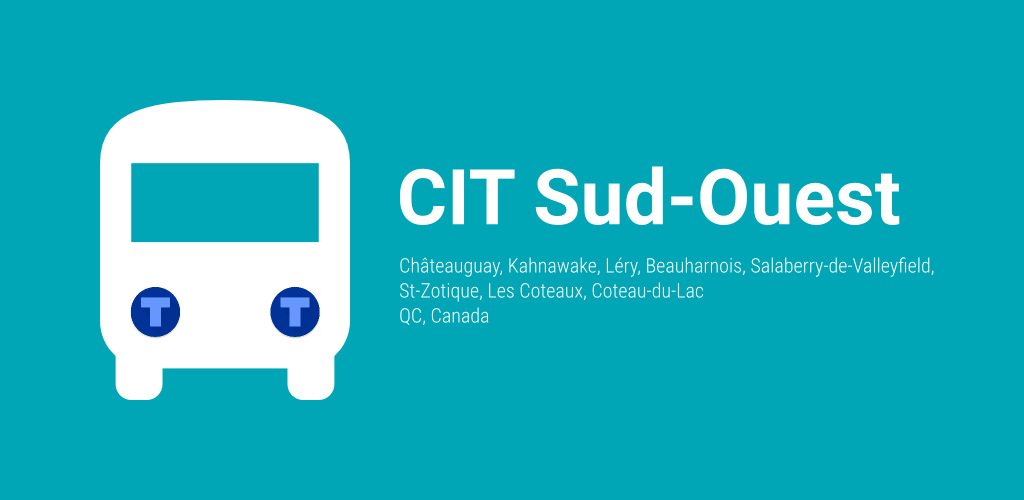 CIT Sud-Ouest
Châteauguay, Kahnawake, Léry, Beauharnois, Salaberry-de-Valleyfield,
St-Zotique, Les Coteaux, Coteau-du-Lac
QC, Canada
T T